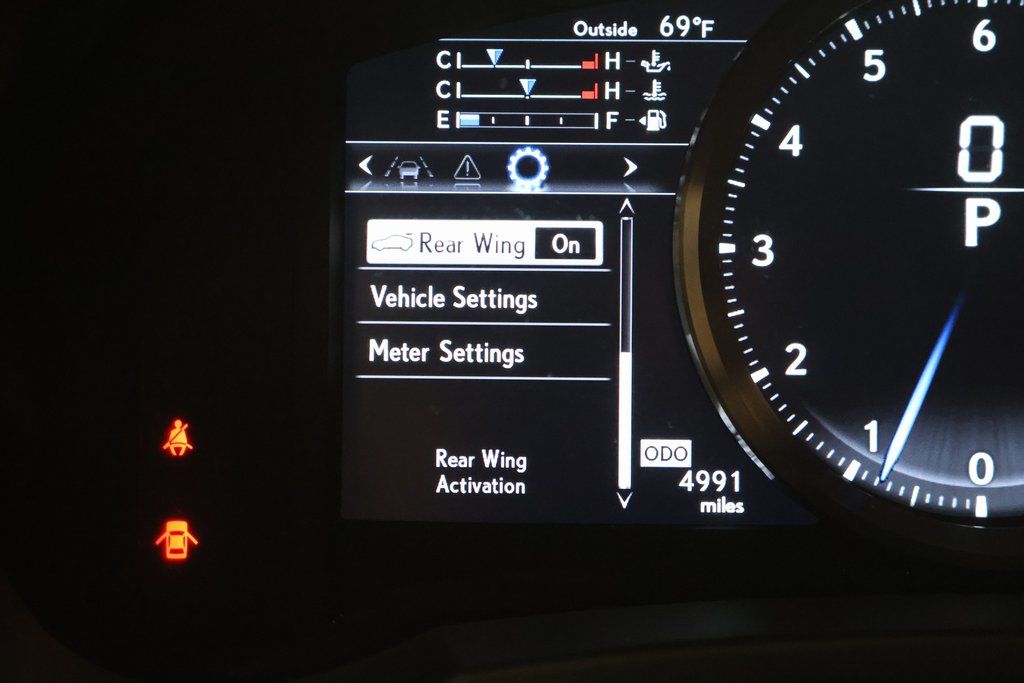 Outside 69°F
C H
C H
E F
Rear Wing On
Vehicle Settings
Meter Settings
Rear Wing
Activation
ODO
4991
miles
6
5
4
3
2
1
0
0
P